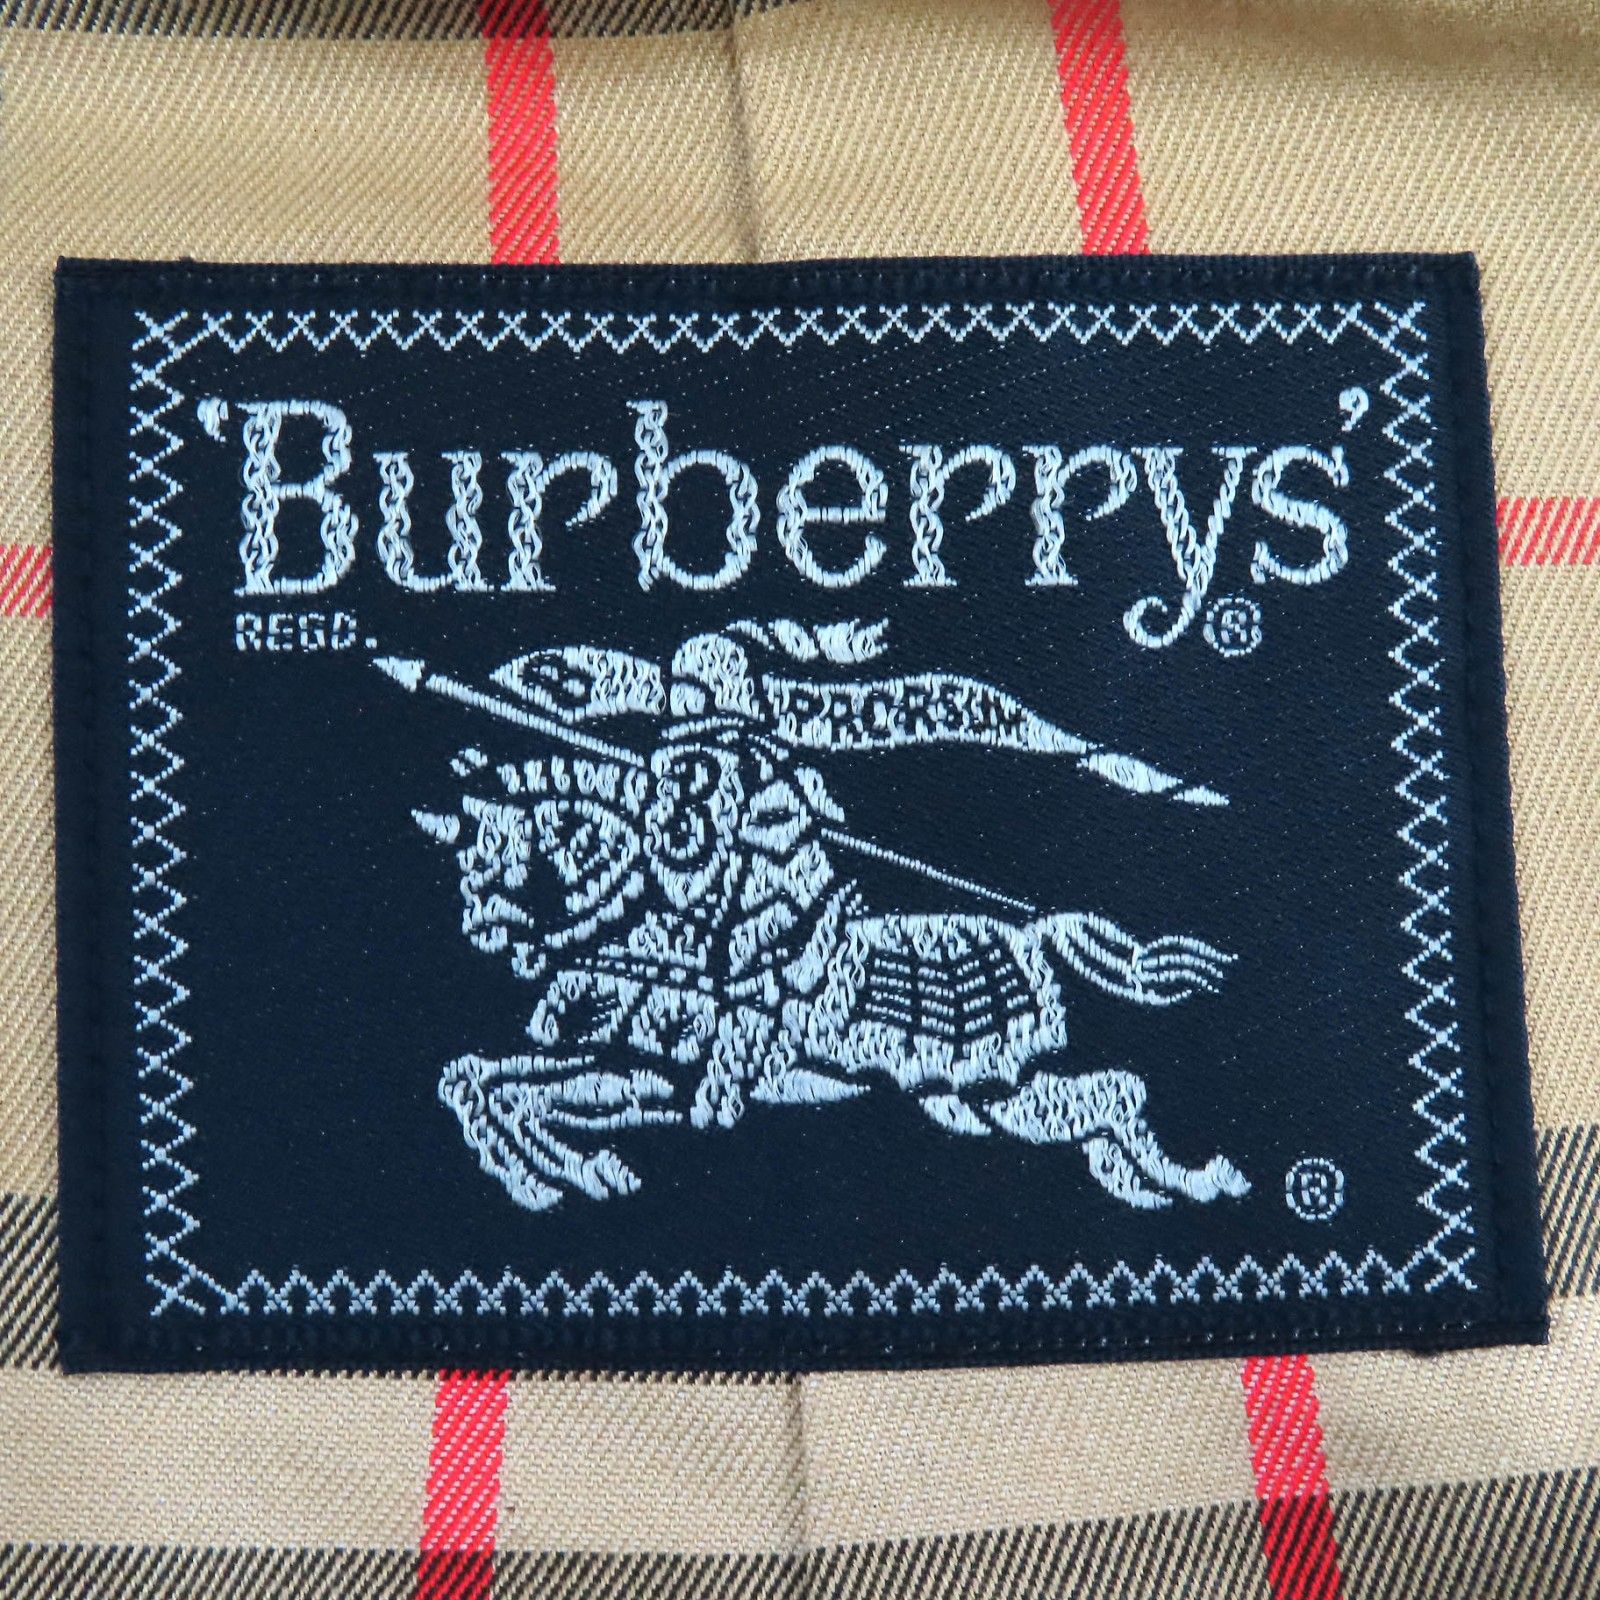 'Burberrys'
REGD. ®
PRORSUM
®